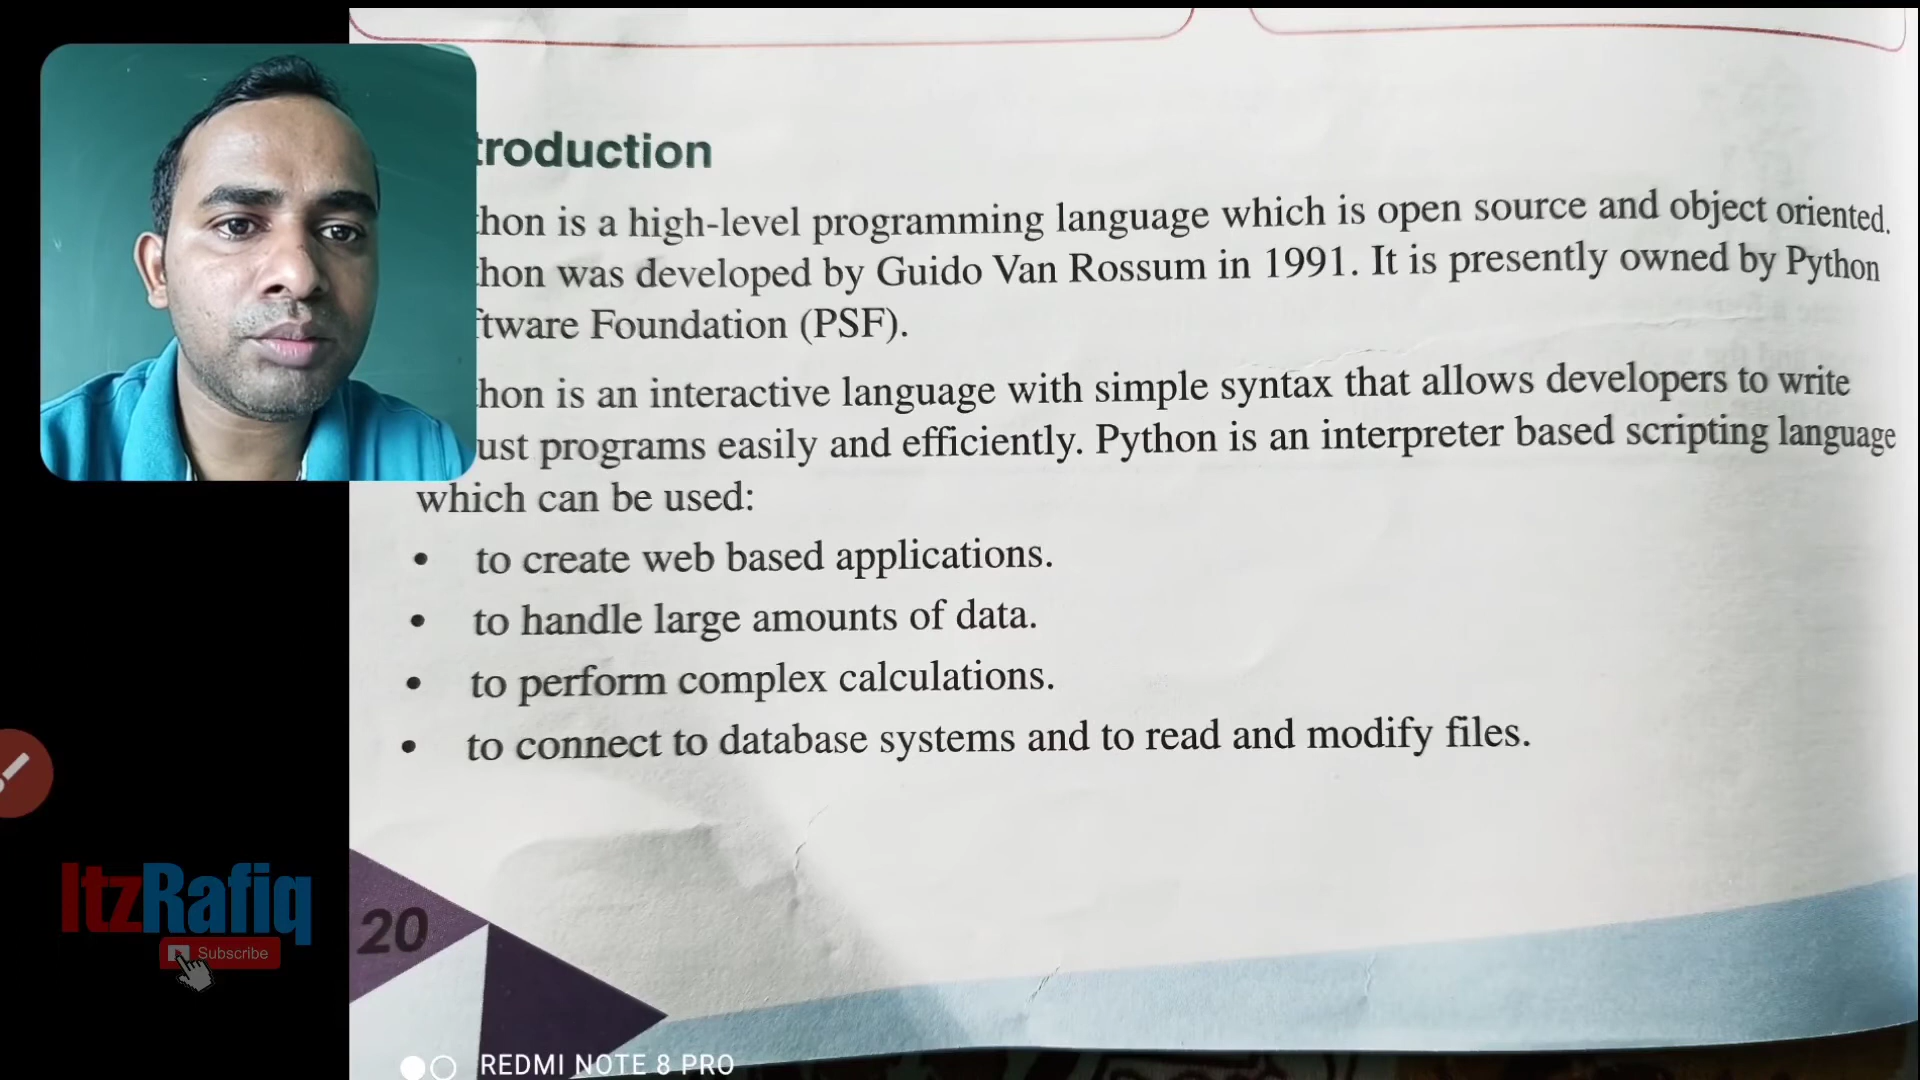 troduction
thon is a high-level programming language which is open source and object oriented.
thon was developed by Guido Van Rossum in 1991. It is presently owned by Python
ftware Foundation (PSF).
thon is an interactive language with simple syntax that allows developers to write
ust programs easily and efficiently. Python is an interpreter based scripting language
which can be used:
• to create web based applications.
• to handle large amounts of data.
• to perform complex calculations.
• to connect to database systems and to read and modify files.
ItzRafiq
Subscribe
20
REDMI NOTE 8 PRO